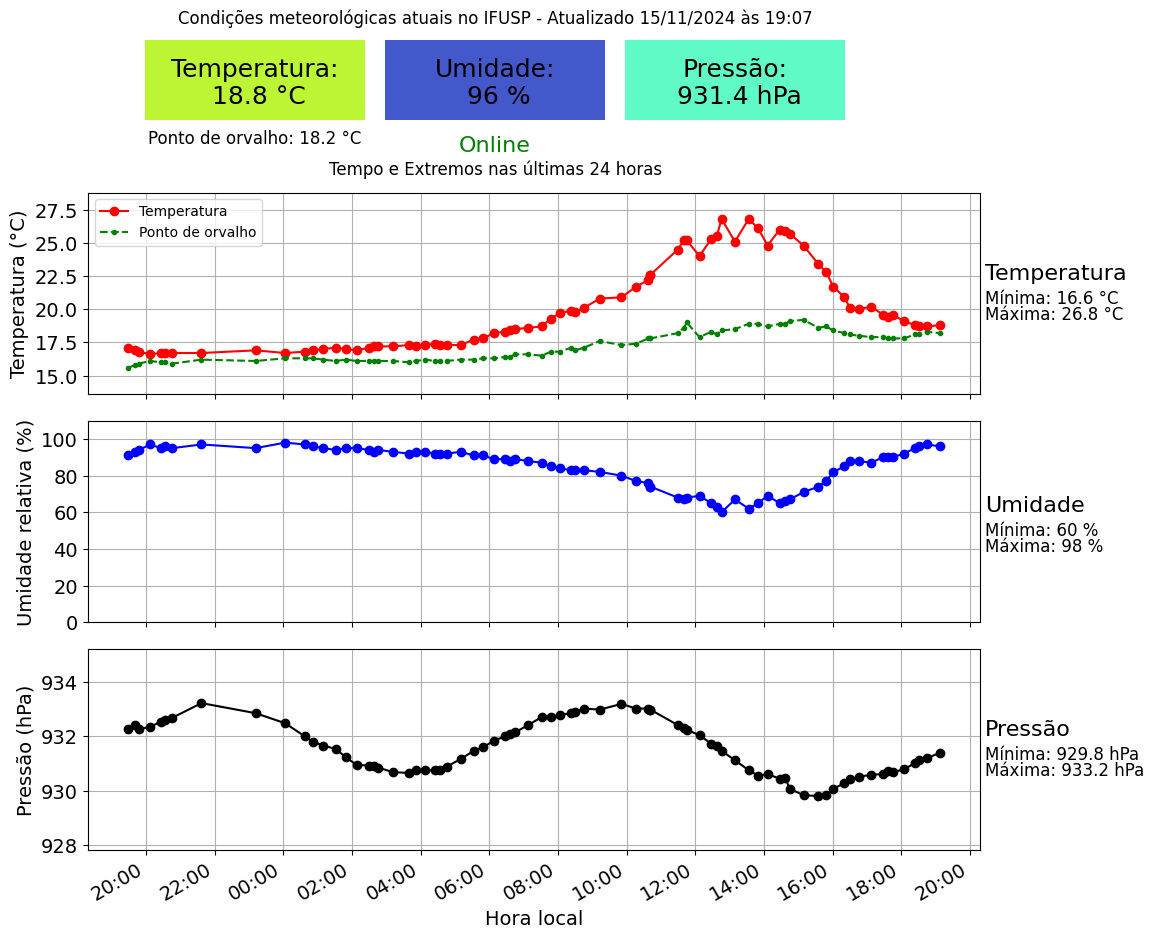 Condições meteorológicas atuais no IFUSP - Atualizado 15/11/2024 às 19:07
Temperatura:
18.8 °C
Umidade:
96 %
Pressão:
931.4 hPa
Ponto de orvalho: 18.2 °C
Online
Tempo e Extremos nas últimas 24 horas
Temperatura (°C)
27.5
25.0
22.5
20.0
17.5
15.0
Temperatura
Ponto de orvalho
Temperatura
Mínima: 16.6 °C
Máxima: 26.8 °C
Umidade relativa (%)
100
80
60
40
20
0
Umidade
Mínima: 60 %
Máxima: 98 %
Pressão (hPa)
934
932
930
928
Pressão
Mínima: 929.8 hPa
Máxima: 933.2 hPa
20:00 22:00 00:00 02:00 04:00 06:00 08:00 10:00 12:00 14:00 16:00 18:00 20:00
Hora local